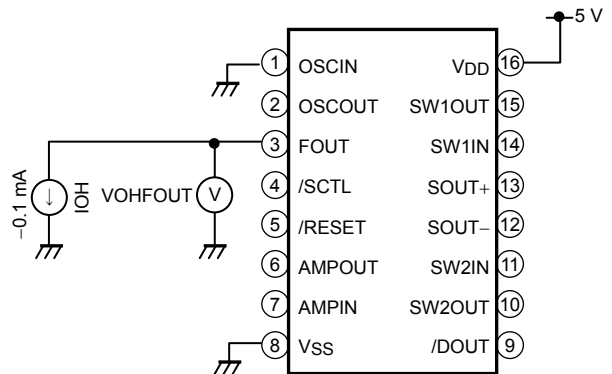 5 V
1 OSCIN VDD 16
2 OSCOUT SW1OUT 15
3 FOUT SW1IN 14
4 /SCTL SOUT+ 13
5 /RESET SOUT− 12
6 AMPOUT SW2IN 11
7 AMPIN SW2OUT 10
8 VSS /DOUT 9
−0.1 mA
IOH
VOHFOUT
V